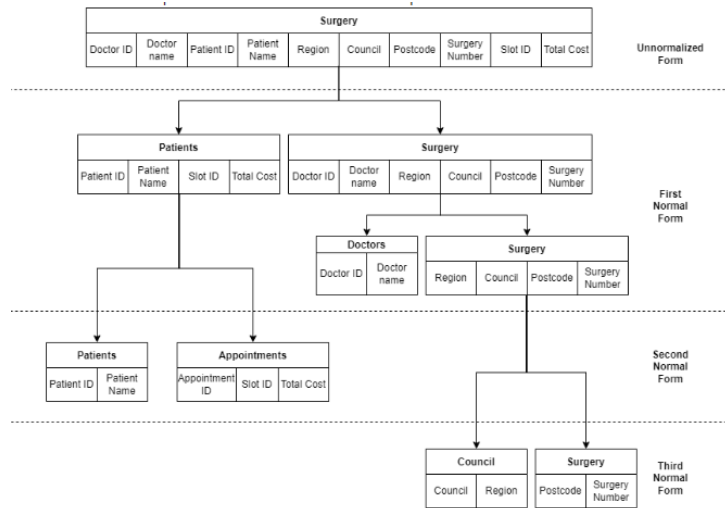 Surgery
Doctor ID
Doctor
name
Patient ID
Patient
Name
Region
Council
Postcode
Surgery
Number
Slot ID
Total Cost
Unnormalized
Form
Patients
Patient ID
Patient
Name
Slot ID
Total Cost
Surgery
Doctor ID
Doctor
name
Region
Council
Postcode
Surgery
Number
First
Normal
Form
Doctors
Doctor ID
Doctor
name
Surgery
Region
Council
Postcode
Surgery
Number
Patients
Patient ID
Patient
Name
Appointments
Appointment
ID
Slot ID
Total Cost
Second
Normal
Form
Council
Council
Region
Surgery
Postcode
Surgery
Number
Third
Normal
Form